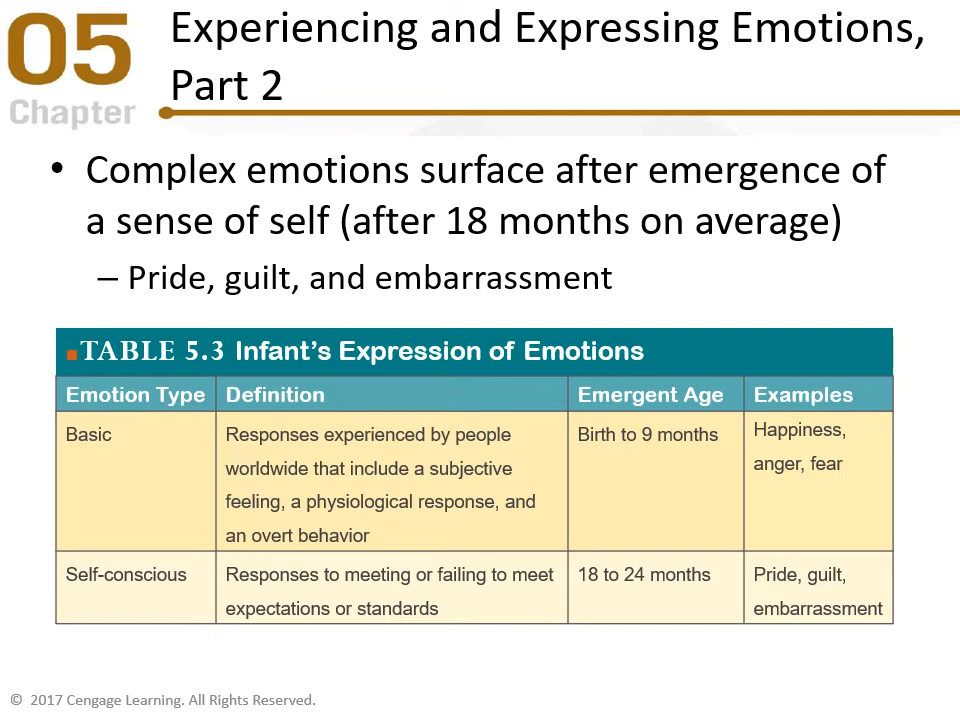 05
Chapter
Experiencing and Expressing Emotions,
Part 2
• Complex emotions surface after emergence of
a sense of self (after 18 months on average)
– Pride, guilt, and embarrassment
■TABLE 5.3 Infant's Expression of Emotions
Emotion Type Definition Emergent Age Examples
Basic
Responses experienced by people
worldwide that include a subjective
feeling, a physiological response, and
an overt behavior
Birth to 9 months
Happiness,
anger, fear
Self-conscious
Responses to meeting or failing to meet
expectations or standards
18 to 24 months
Pride, guilt,
embarrassment
© 2017 Cengage Learning. All Rights Reserved.